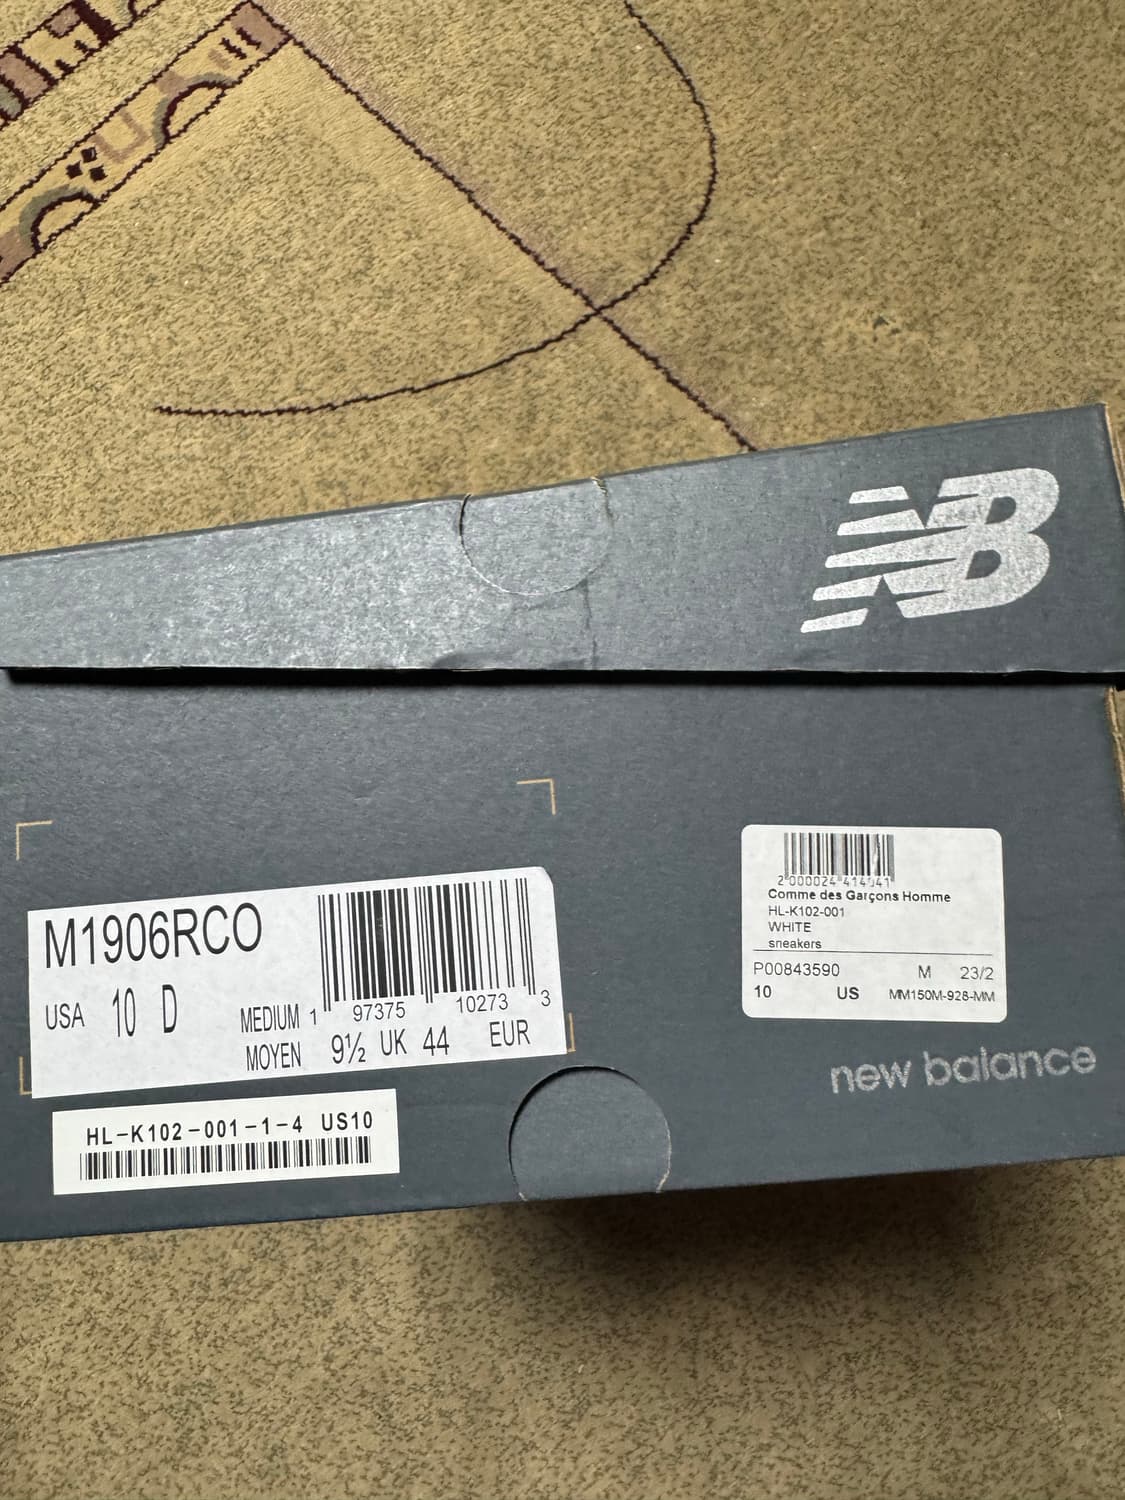 NB
M1906RCO
USA 10 D
MEDIUM
MOYEN
1 97375 10273 3
9½ UK 44 EUR
HL-K102-001-1-4 US10
2 000024 414941
Comme des Garçons Homme
HL-K102-001
WHITE
sneakers
P00843590 M 23/2
10 US MM150M-928-MM
new balance